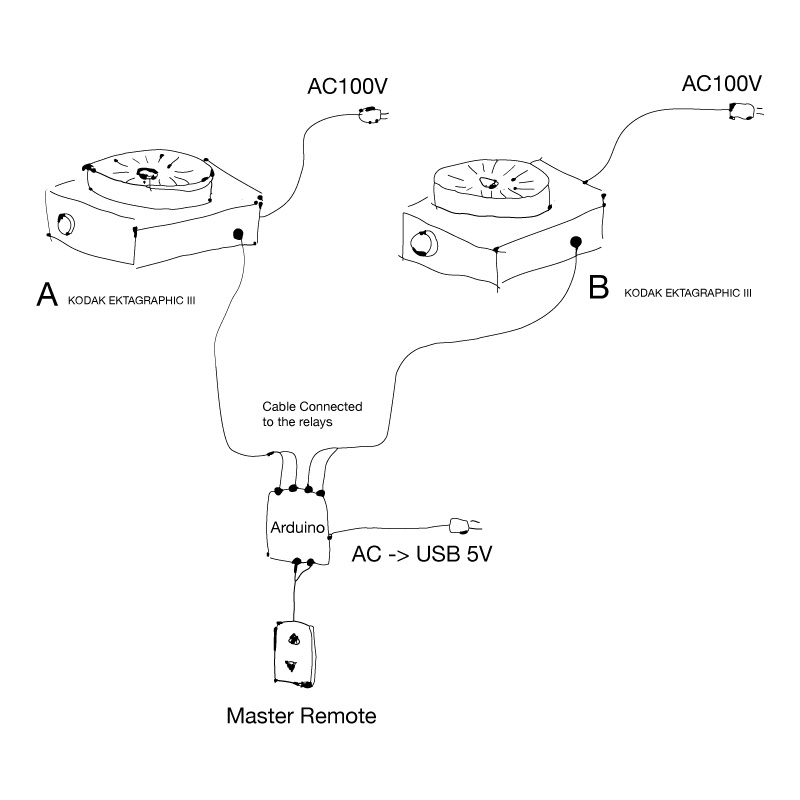 AC100V
AC100V
A KODAK EKTAGRAPHIC III
B KODAK EKTAGRAPHIC III
Cable Connected
to the relays
Arduino
AC -> USB 5V
Master Remote